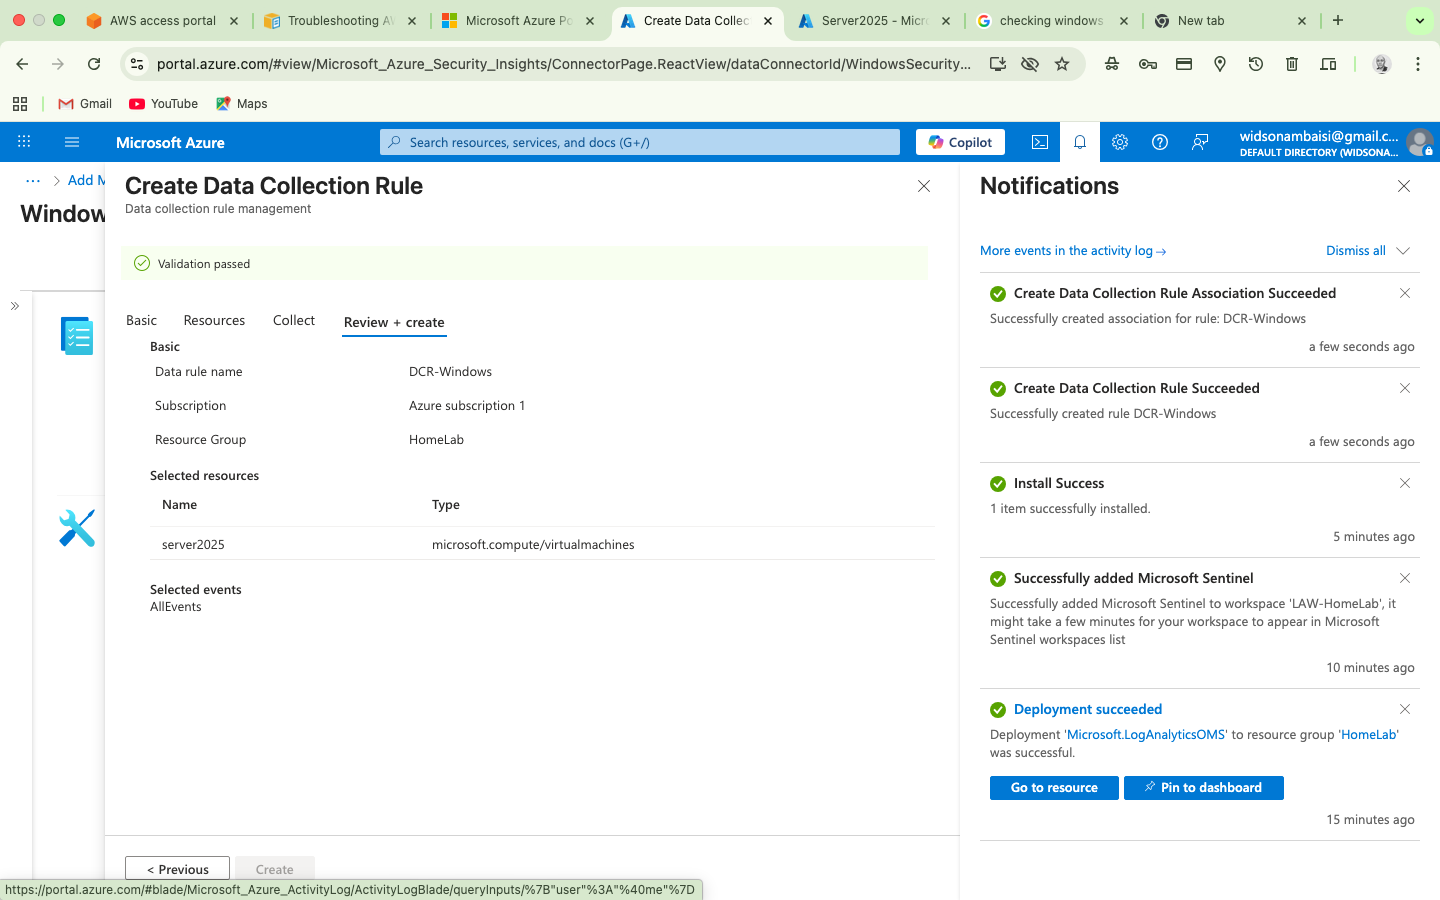 AWS access portal
Troubleshooting AW
Microsoft Azure Po
Create Data Collec
Server2025 - Micro
checking windows
New tab
portal.azure.com/#view/Microsoft_Azure_Security_Insights/ConnectorPage.ReactView/dataConnectorId/WindowsSecurity...
Gmail
YouTube
Maps
Microsoft Azure
Search resources, services, and docs (G+/)
Copilot
widsonambaisi@gmail.c...
DEFAULT DIRECTORY (WIDSONA...
... > Add M
Window
Create Data Collection Rule
Data collection rule management
Validation passed
Basic
Resources
Collect
Review + create
Basic
Data rule name DCR-Windows
Subscription Azure subscription 1
Resource Group HomeLab
Selected resources
Name Type
server2025 microsoft.compute/virtualmachines
Selected events
AllEvents
< Previous
Create
Notifications
More events in the activity log→
Dismiss all
Create Data Collection Rule Association Succeeded
Successfully created association for rule: DCR-Windows
a few seconds ago
Create Data Collection Rule Succeeded
Successfully created rule DCR-Windows
a few seconds ago
Install Success
1 item successfully installed.
5 minutes ago
Successfully added Microsoft Sentinel
Successfully added Microsoft Sentinel to workspace 'LAW-HomeLab', it
might take a few minutes for your workspace to appear in Microsoft
Sentinel workspaces list
10 minutes ago
Deployment succeeded
Deployment 'Microsoft.LogAnalyticsOMS' to resource group 'HomeLab'
was successful.
Go to resource
Pin to dashboard
15 minutes ago
https://portal.azure.com/#blade/Microsoft_Azure_ActivityLog/ActivityLogBlade/queryInputs/%7B"user"%3A"%40me"%7D